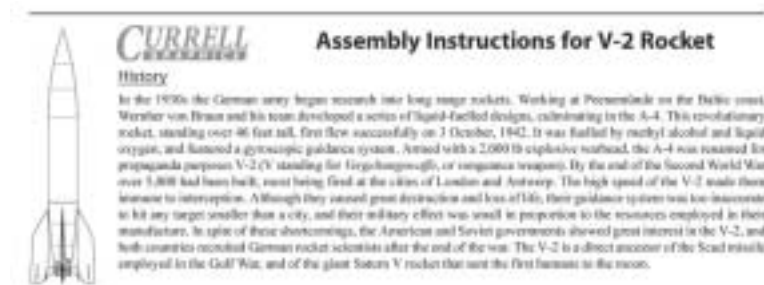 CURRELL
GRAPHICS
Assembly Instructions for V-2 Rocket
History
In the 1930s the German army began research into long range rockets. Working at Peenemünde on the Baltic coast,
Wernher von Braun and his team developed a series of liquid-fuelled designs, culminating in the A-4. This revolutionary
rocket, standing over 46 feet tall, first flew successfully on 3 October, 1942. It was fuelled by methyl alcohol and liquid
oxygen, and featured a gyroscopic guidance system. Armed with a 2,000 lb explosive warhead, the A-4 was renamed for
propaganda purposes V-2 (V standing for or vengeance weapon). By the end of the Second World War
over 5,000 had been built, most being fired at the cities of London and Antwerp. The high speed of the V-2 made them
immune to interception. Although they caused great destruction and loss of life, their guidance system was too inaccurate
to hit any target smaller than a city, and their military effect was small in proportion to the resources employed in their
manufacture. In spite of these shortcomings, the American and Soviet governments showed great interest in the V-2, and
both countries recruited German rocket scientists after the end of the war. The V-2 is a direct ancestor of the Scud missile
employed in the Gulf War, and of the giant Saturn V rocket that sent the first humans to the moon.